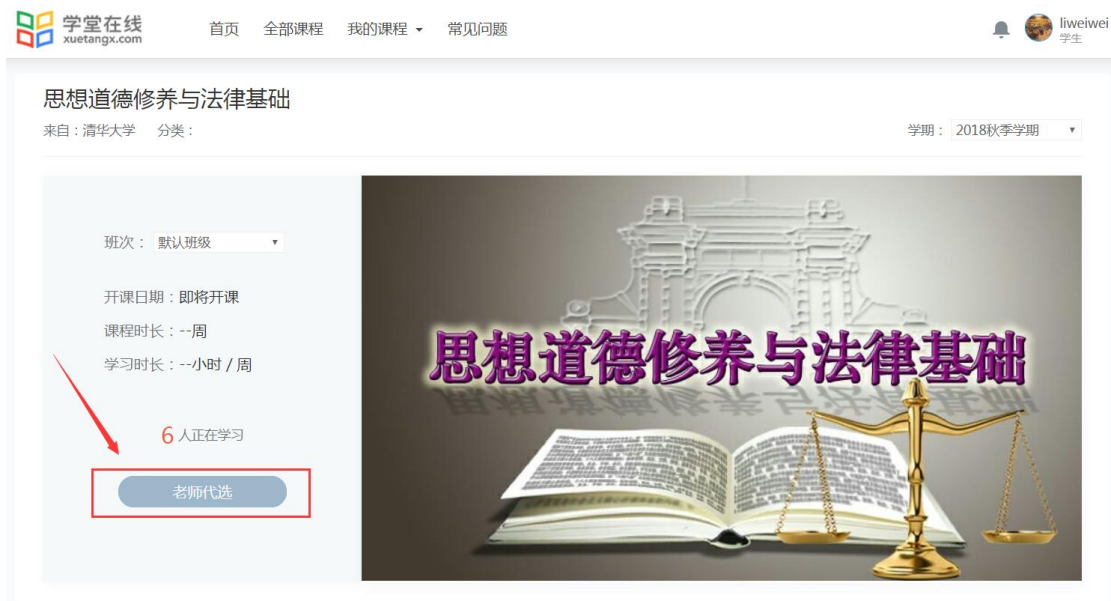 学堂在线
xuetangx.com
首页 全部课程 我的课程 常见问题
liweiwei
学生
思想道德修养与法律基础
来自：清华大学 分类：
学期： 2018秋季学期
班次： 默认班级
开课日期：即将开课
课程时长：--周
学习时长：--小时 / 周
6 人正在学习
老师代选
思想道德修养与法律基础